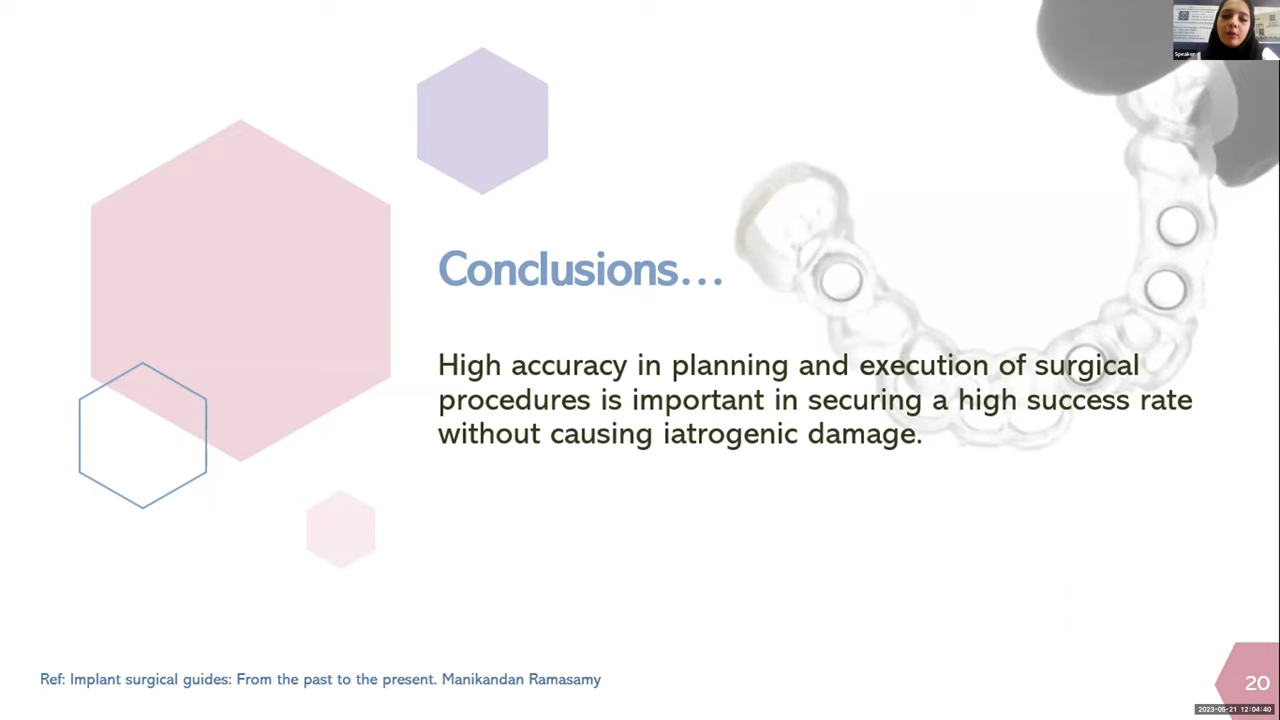 Speaker
Conclusions...
High accuracy in planning and execution of surgical
procedures is important in securing a high success rate
without causing iatrogenic damage.
Ref: Implant surgical guides: From the past to the present. Manikandan Ramasamy
20
2023-05-21 12:04:40